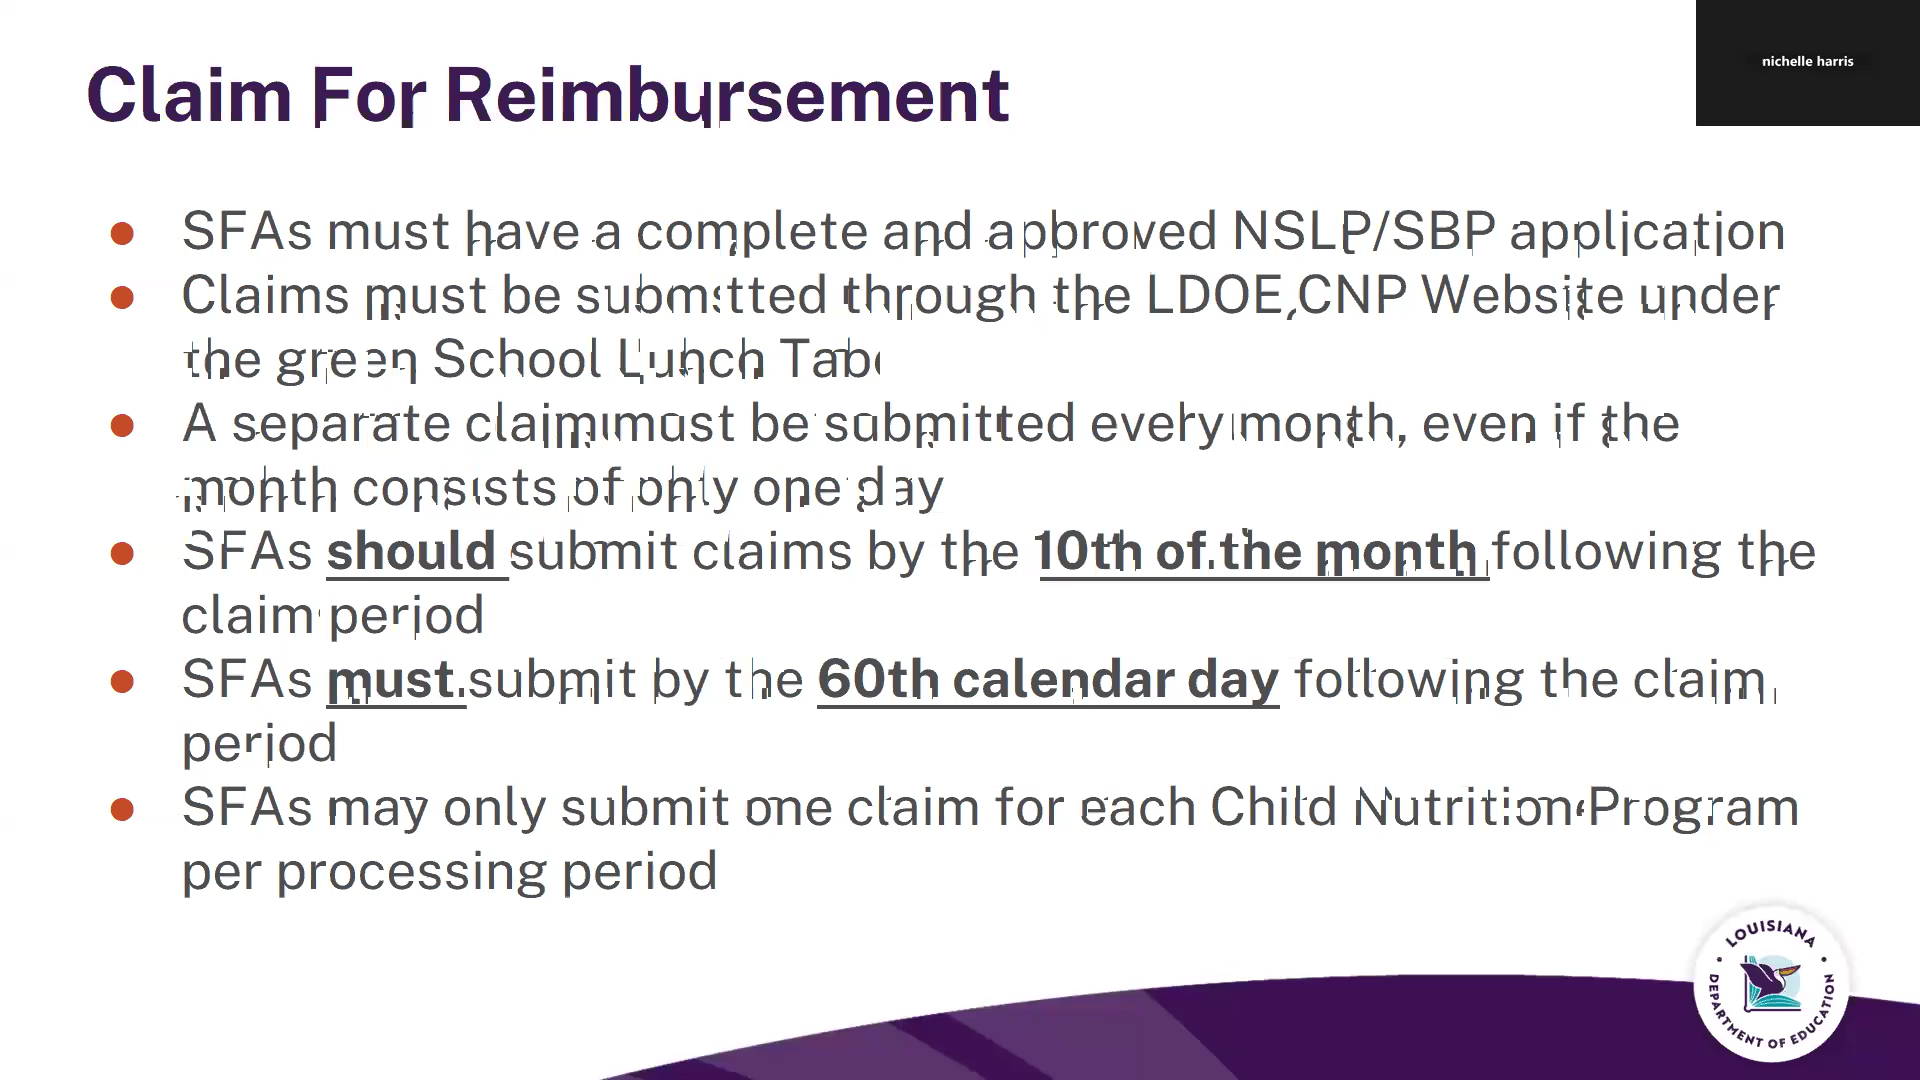 nichelle harris
Claim For Reimbursement
● SFAs must have a complete and approved NSLP/SBP application
● Claims must be submitted through the LDOE CNP Website under
the green School Lunch Tab
● A separate claim must be submitted every month, even if the
month consists of only one day
● SFAs should submit claims by the 10th of the month following the
claim period
● SFAs must submit by the 60th calendar day following the claim
period
● SFAs may only submit one claim for each Child Nutrition Program
per processing period
LOUISIANA
DEPARTMENT OF EDUCATION